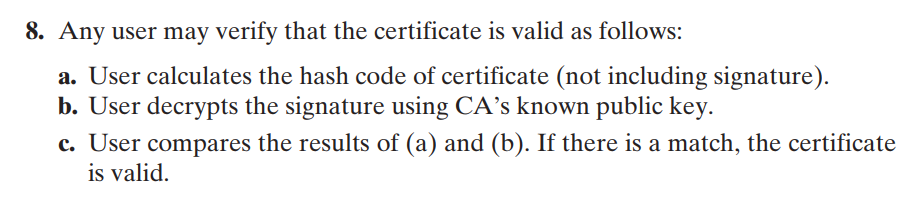 8. Any user may verify that the certificate is valid as follows:
a. User calculates the hash code of certificate (not including signature).
b. User decrypts the signature using CA’s known public key.
c. User compares the results of (a) and (b). If there is a match, the certificate
is valid.